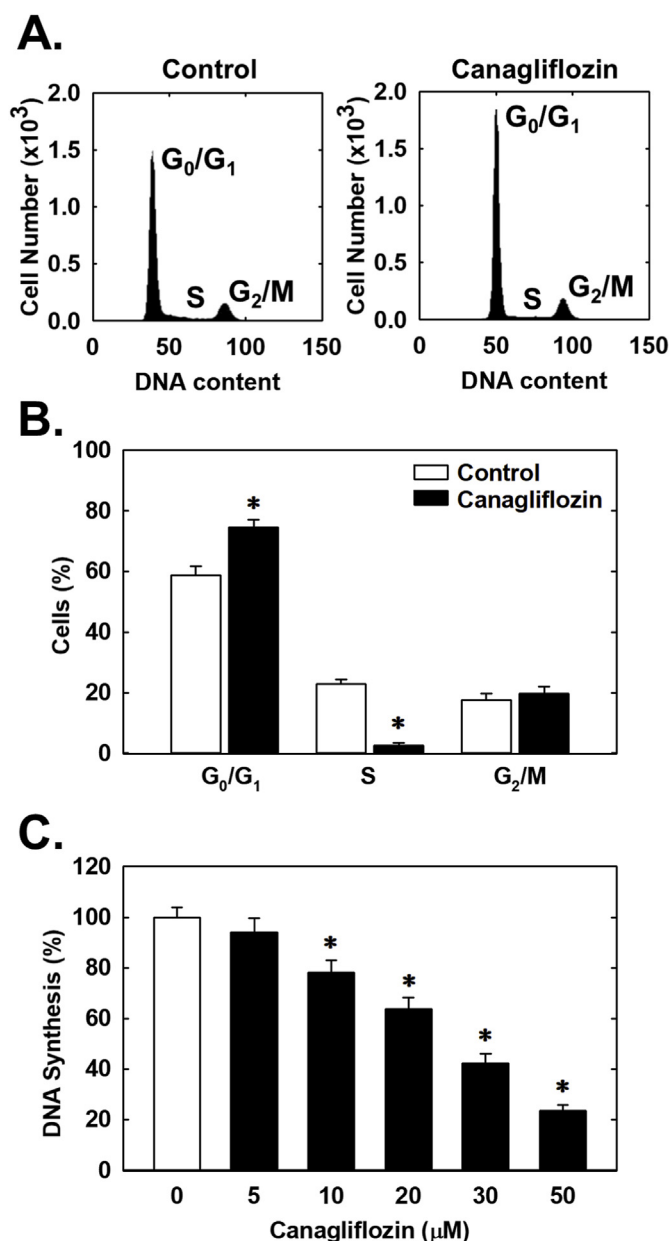 A.
Control
Canagliflozin
Cell Number (x10³)
2.0
1.5
1.0
0.5
0.0
G₀/G₁
S
G₂/M
0 50 100 150
DNA content
Cell Number (x10³)
2.0
1.5
1.0
0.5
0.0
G₀/G₁
S
G₂/M
0 50 100 150
DNA content
B.
Cells (%)
100
80
60
40
20
0
Control
Canagliflozin
*
*
G₀/G₁ S G₂/M
C.
DNA Synthesis (%)
120
100
80
60
40
20
0
*
*
*
*
0 5 10 20 30 50
Canagliflozin (μM)